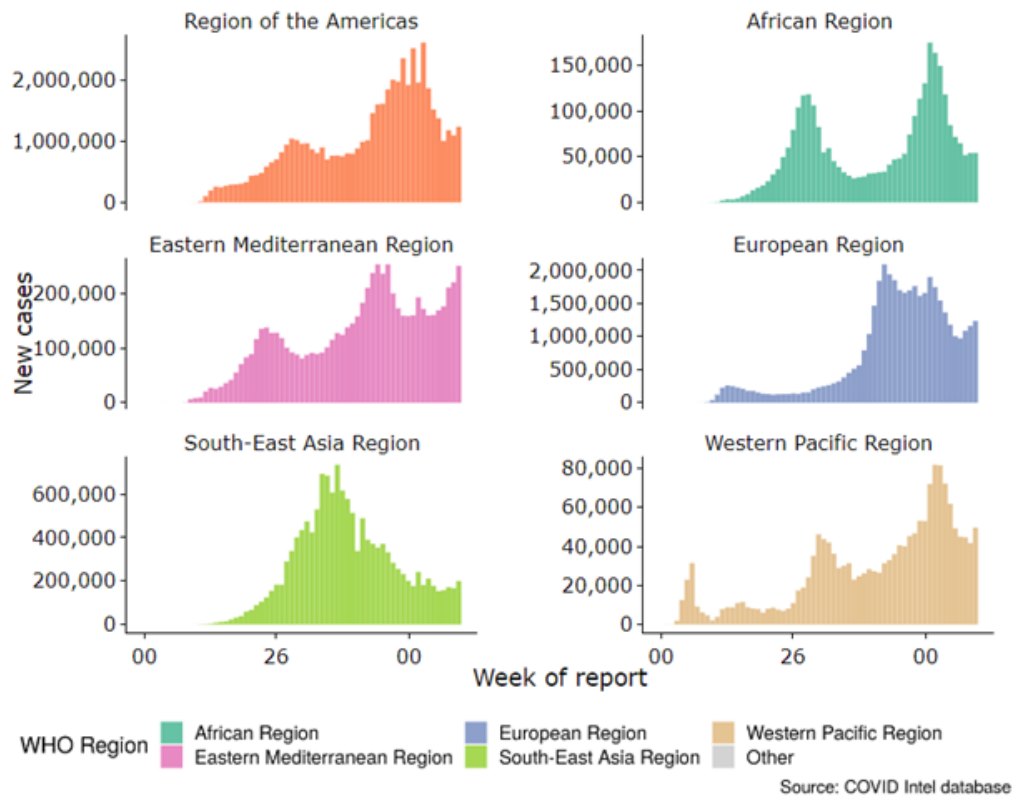 Region of the Americas
2,000,000
1,000,000
0
African Region
150,000
100,000
50,000
0
Eastern Mediterranean Region
200,000
100,000
0
European Region
2,000,000
1,500,000
1,000,000
500,000
0
South-East Asia Region
600,000
400,000
200,000
0
00 26 00
Western Pacific Region
80,000
60,000
40,000
20,000
0
00 26 00
New cases
Week of report
WHO Region
African Region
Eastern Mediterranean Region
European Region
South-East Asia Region
Western Pacific Region
Other
Source: COVID Intel database